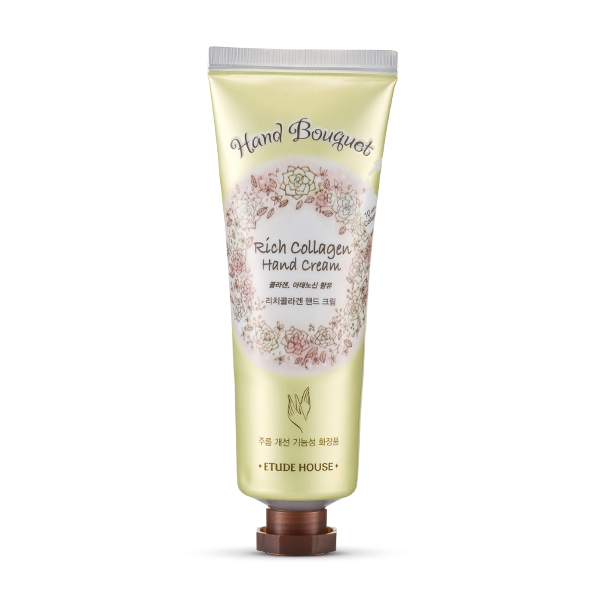 Hand Bouquet
Rich Collagen
Hand Cream
콜라겐, 아데노신 함유
리치콜라겐 핸드 크림
주름 개선 기능성 화장품
ETUDE HOUSE